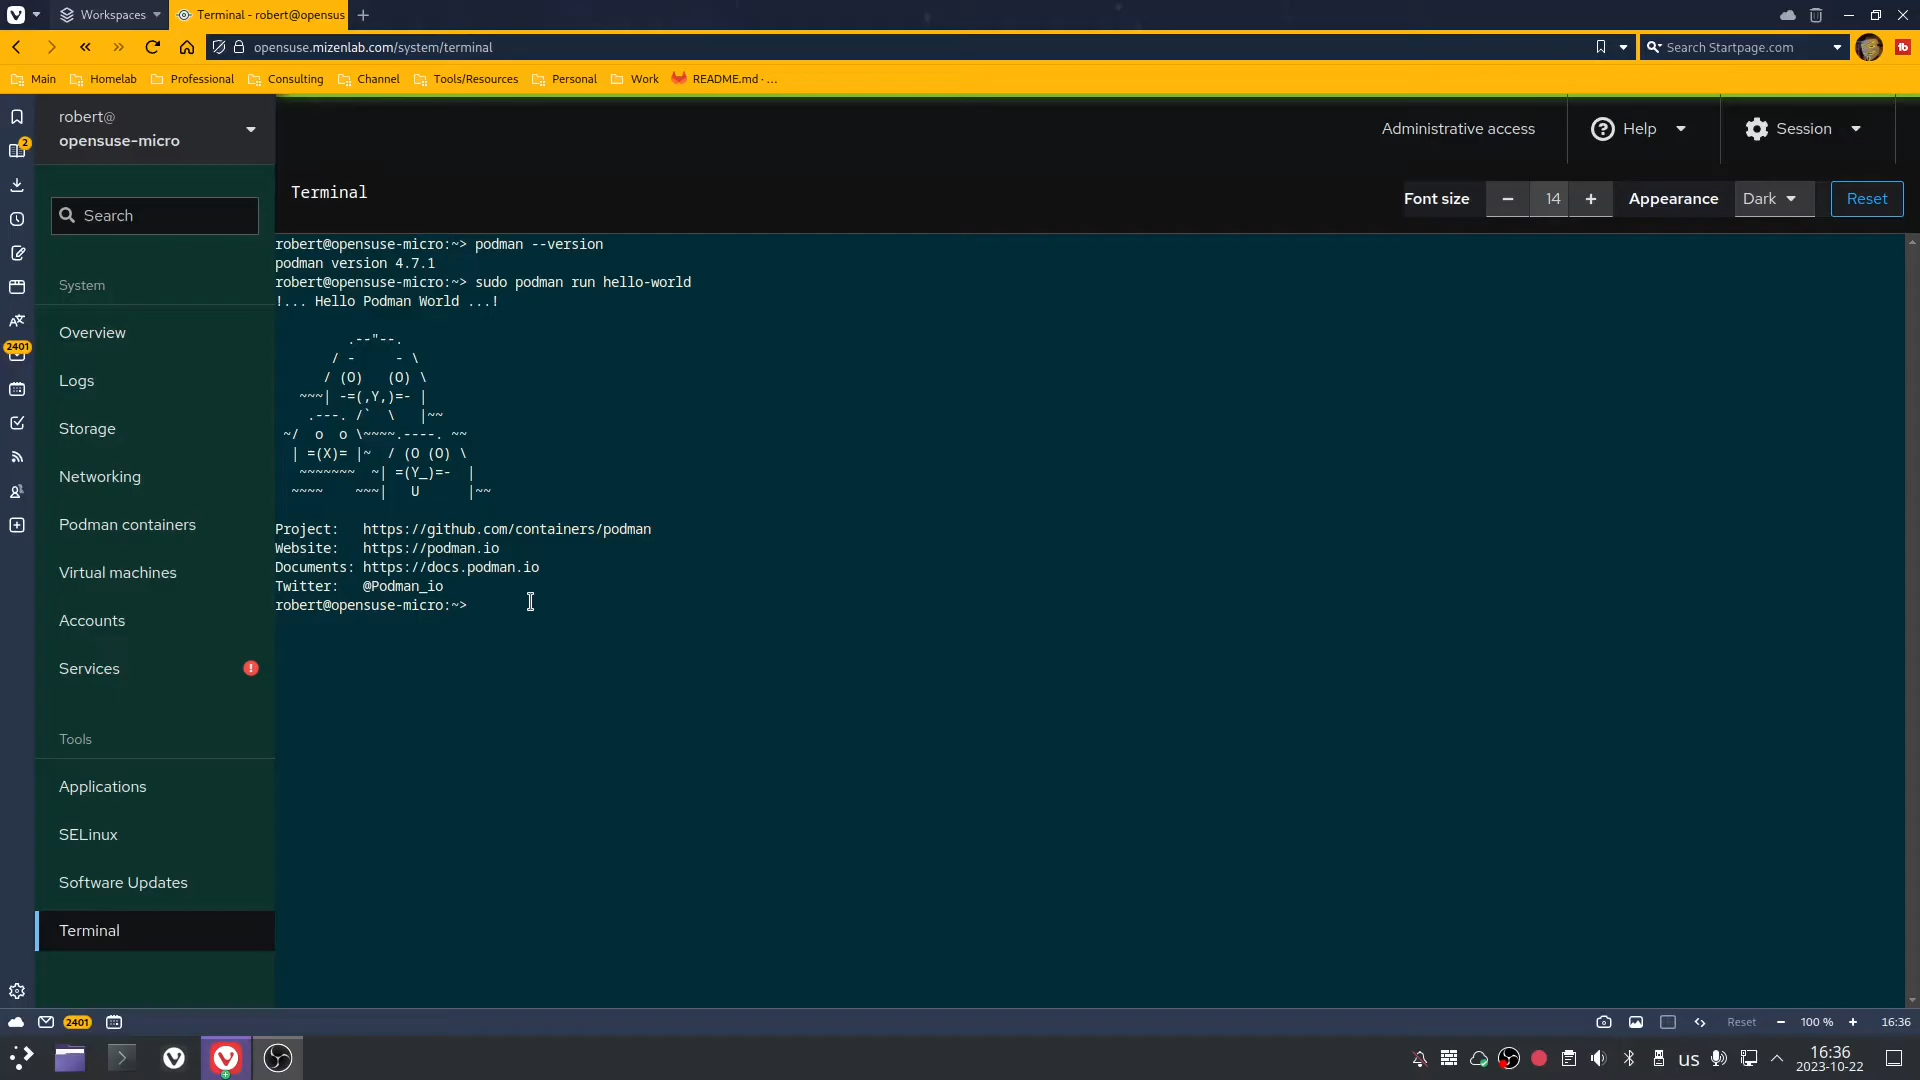 Workspaces
Terminal - robert@opensus
opensuse.mizenlab.com/system/terminal
Search Startpage.com
Main
Homelab
Professional
Consulting
Channel
Tools/Resources
Personal
Work
README.md · ...
robert@
opensuse-micro
Administrative access
Help
Session
Terminal
Font size
14
Appearance
Dark
Reset
Search
System
Overview
Logs
Storage
Networking
Podman containers
Virtual machines
Accounts
Services
Tools
Applications
SELinux
Software Updates
Terminal
2
2401
robert@opensuse-micro:~> podman --version
podman version 4.7.1
robert@opensuse-micro:~> sudo podman run hello-world
!... Hello Podman World ...!
         .--"--.
       / -     - \
      / (O)   (O) \
   ~~~| -=(,Y,)=- |
    .---. /`  \   |~~
 ~/  o  o \~~~~.----. ~~
  | =(X)= |~  / (O (O) \
   ~~~~~~~  ~| =(Y_)=-  |
  ~~~~    ~~~|   U      |~~
Project:   https://github.com/containers/podman
Website:   https://podman.io
Documents: https://docs.podman.io
Twitter:   @Podman_io
robert@opensuse-micro:~>
2401
Reset
100 %
16:36
us
16:36
2023-10-22